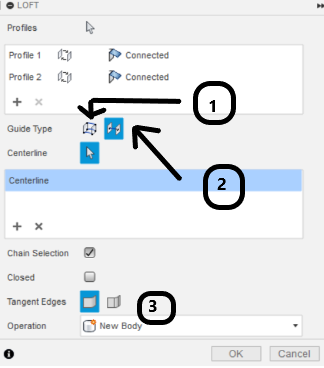 LOFT
Profiles
Profile 1 Connected
Profile 2 Connected
1
Guide Type
Centerline
2
Centerline
Chain Selection
Closed
Tangent Edges 3
Operation New Body
OK Cancel